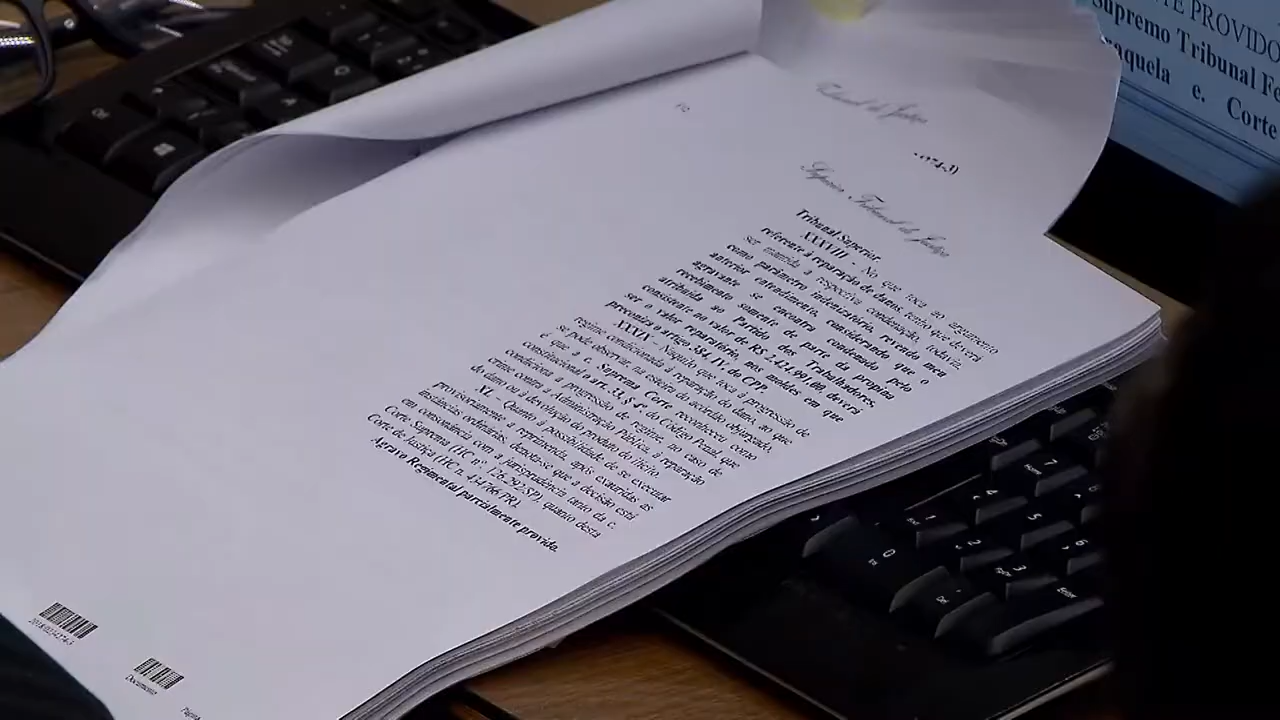 TE PROVIDO
Supremo Tribunal Fe
aquela e. Corte
Tribunal de Justiça
Superior Tribunal de Justiça
Tribunal Superior.
XXXVIII - No que toca ao argumento
referente à reparação de danos, tenho que deverá
ser mantida a respectiva condenação, todavia,
como parâmetro indenizatório, revendo meu
anterior entendimento, considerando que o
agravante se encontra condenado pelo
recebimento somente de parte da propina
atribuída ao Partido dos Trabalhadores,
consistente no valor de R$ 2.424.991,00, deverá
ser o valor reparatório, nos moldes em que
preconiza o artigo 387, IV, do CPP.
XXXIX - Naquilo que toca à progressão de
regime condicionada à reparação do dano, ao que
se pode observar na esteira do acórdão objurgado,
é que a c. Suprema Corte reconheceu como
constitucional o art. 33, § 4º, do Código Penal, que
condiciona a progressão de regime, no caso de
crime contra a Administração Pública, à reparação
do dano ou à devolução do produto do ilícito.
XL - Quanto à possibilidade de se executar
provisoriamente a reprimenda, após exauridas as
instâncias ordinárias, denota-se que a decisão está
em consonância com a jurisprudência tanto da c.
Corte Suprema (HC n. 126.292/SP), quanto desta
Corte de Justiça (HC n. 434.766/PR).
Agravo Regimental parcialmente provido.
Documento